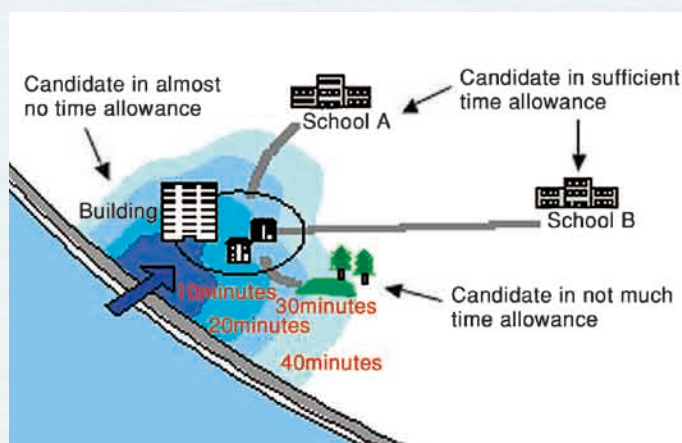 Candidate in almost
no time allowance
Candidate in sufficient
time allowance
School A
Building
School B
10minutes
30minutes
20minutes
Candidate in not much
time allowance
40minutes